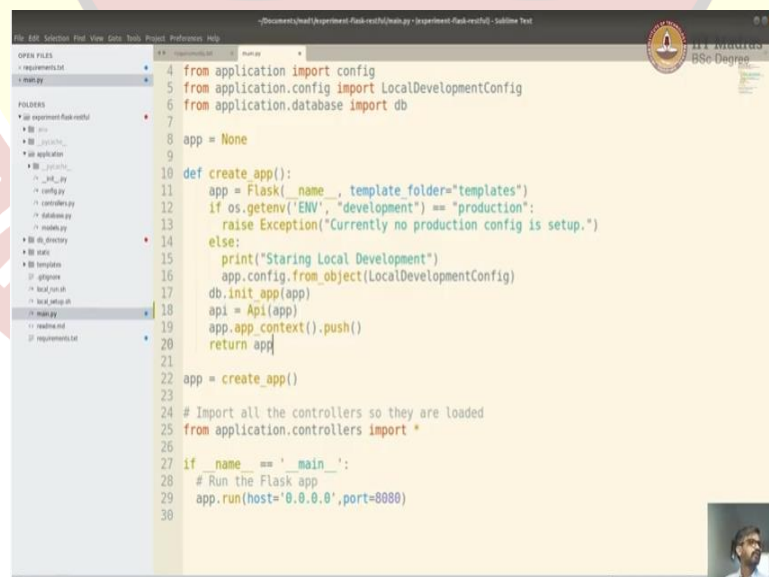 ~/Documents/mad1/experiment-flask-restful/main.py • (experiment-flask-restful) - Sublime Text
File Edit Selection Find View Goto Tools Project Preferences Help
IIT Madras
BSc Degree
OPEN FILES
requirements.txt
main.py
FOLDERS
experiment-flask-restful
.env
__pycache__
application
__pycache__
__init__.py
config.py
controllers.py
database.py
models.py
db_directory
static
templates
.gitignore
local_run.sh
local_setup.sh
main.py
readme.md
requirements.txt
requirements.txt
main.py
4 from application import config
5 from application.config import LocalDevelopmentConfig
6 from application.database import db
7
8 app = None
9
10 def create_app():
11 app = Flask(__name__, template_folder="templates")
12 if os.getenv('ENV', "development") == "production":
13 raise Exception("Currently no production config is setup.")
14 else:
15 print("Staring Local Development")
16 app.config.from_object(LocalDevelopmentConfig)
17 db.init_app(app)
18 api = Api(app)
19 app.app_context().push()
20 return app
21
22 app = create_app()
23
24 # Import all the controllers so they are loaded
25 from application.controllers import *
26
27 if __name__ == '__main__':
28 # Run the Flask app
29 app.run(host='0.0.0.0',port=8080)
30